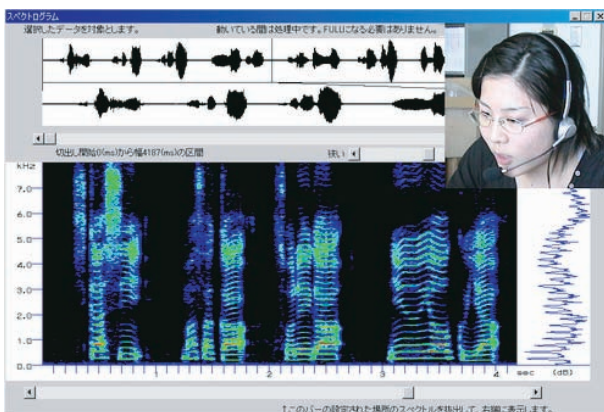 スペクトログラム
選択したデータを対象とします。 動いている間は処理中です。FULLになる必要はありません。
切出し開始0(ms)から幅4187(ms)の区間 狭い
kHz
7.0
6.0
5.0
4.0
3.0
2.0
1.0
0.0
1 2 3 4 sec (dB)
↑このバーの設定された場所のスペクトルを抽出して、右端に表示します。